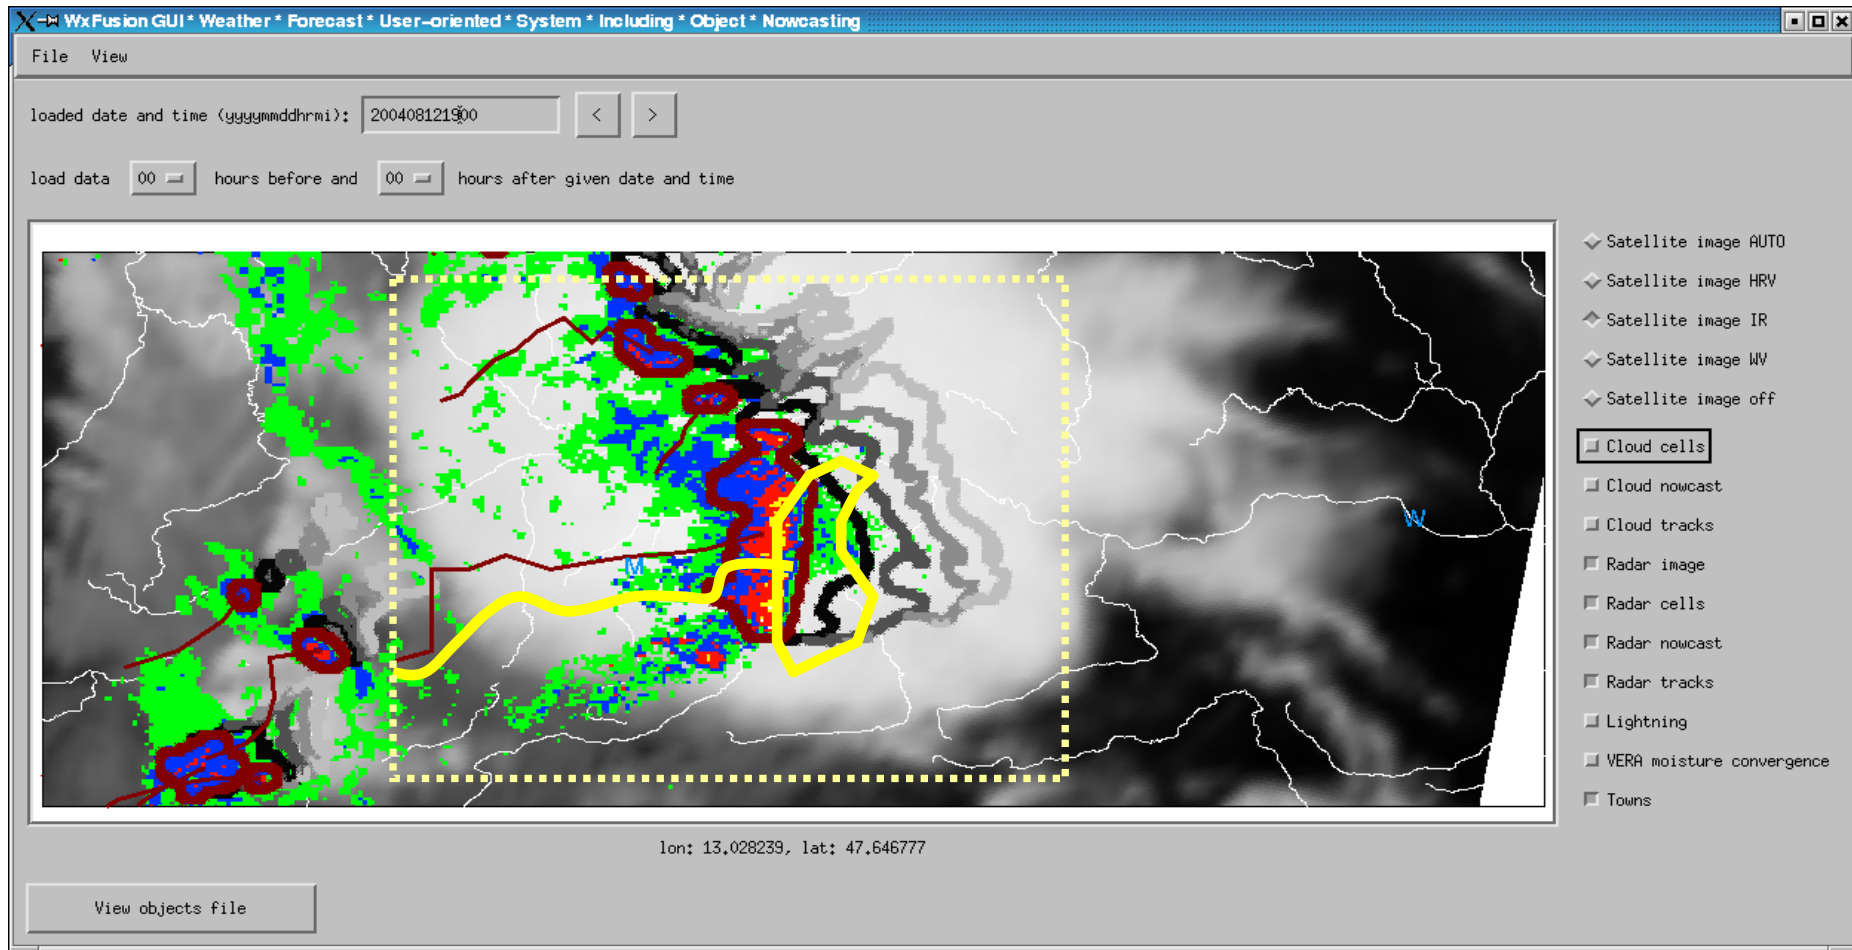 WxFusion GUI * Weather * Forecast * User-oriented * System * Including * Object * Nowcasting
File View
loaded date and time (yyyymmddhrmi): 200408121900 < >
load data 00 hours before and 00 hours after given date and time
Satellite image AUTO
Satellite image HRV
Satellite image IR
Satellite image WV
Satellite image off
Cloud cells
Cloud nowcast
Cloud tracks
Radar image
Radar cells
Radar nowcast
Radar tracks
Lightning
VERA moisture convergence
Towns
W
M
lon: 13.028239, lat: 47.646777
View objects file